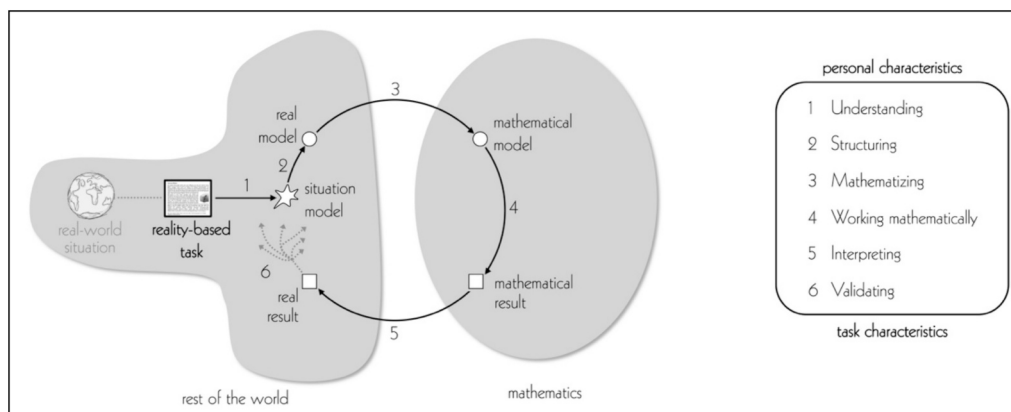 real
model
3
mathematical
model
2
1
situation
model
real-world
situation
reality-based
task
4
6
real
result
mathematical
result
5
rest of the world
mathematics
personal characteristics
1 Understanding
2 Structuring
3 Mathematizing
4 Working mathematically
5 Interpreting
6 Validating
task characteristics